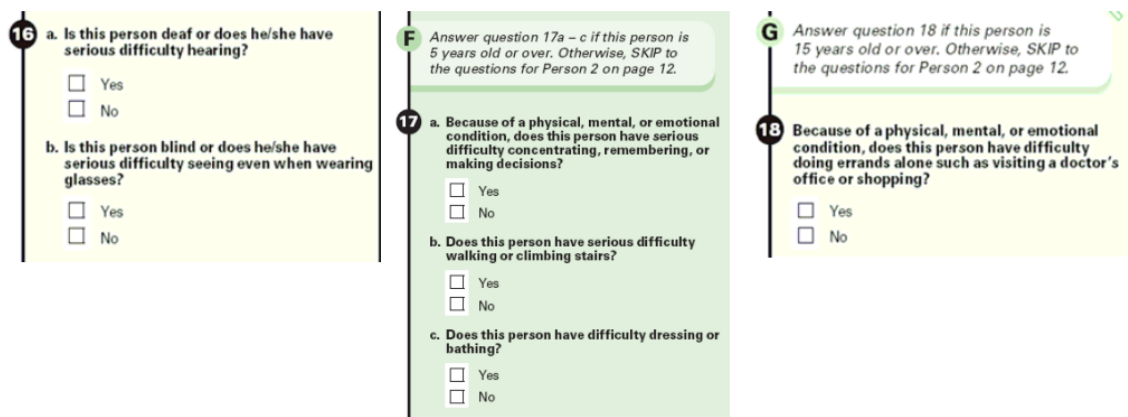 16 a. Is this person deaf or does he/she have
serious difficulty hearing?
Yes
No
b. Is this person blind or does he/she have
serious difficulty seeing even when wearing
glasses?
Yes
No
F Answer question 17a – c if this person is
5 years old or over. Otherwise, SKIP to
the questions for Person 2 on page 12.
17 a. Because of a physical, mental, or emotional
condition, does this person have serious
difficulty concentrating, remembering, or
making decisions?
Yes
No
b. Does this person have serious difficulty
walking or climbing stairs?
Yes
No
c. Does this person have difficulty dressing or
bathing?
Yes
No
G Answer question 18 if this person is
15 years old or over. Otherwise, SKIP to
the questions for Person 2 on page 12.
18 Because of a physical, mental, or emotional
condition, does this person have difficulty
doing errands alone such as visiting a doctor's
office or shopping?
Yes
No